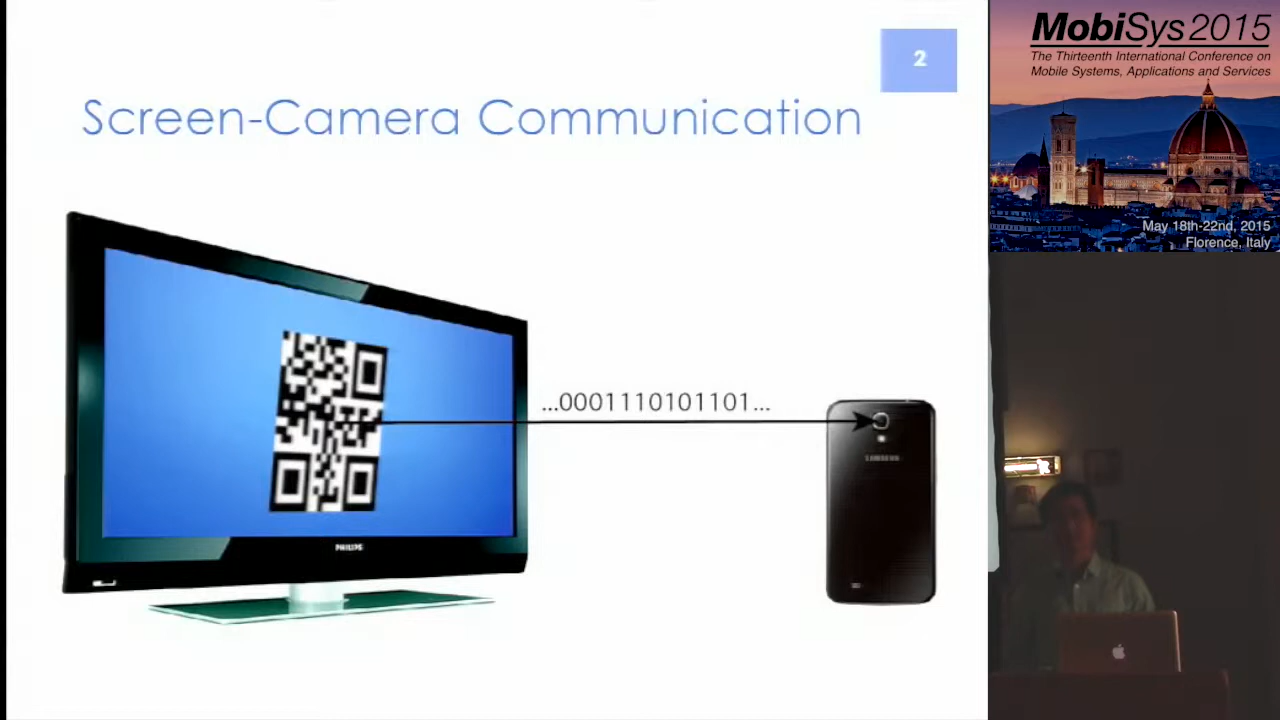 2
Screen-Camera Communication
...0001110101101...
SAMSUNG
PHILIPS
MobiSys 2015
The Thirteenth International Conference on
Mobile Systems, Applications and Services
May 18th-22nd, 2015
Florence, Italy